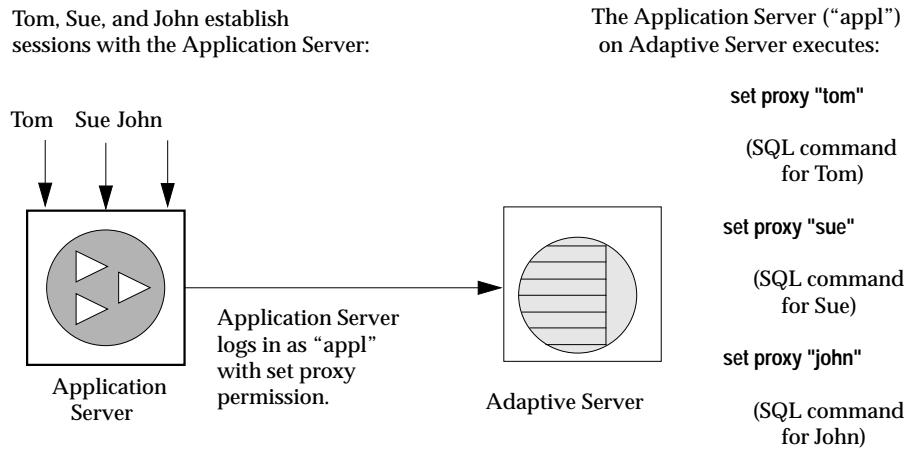 Tom, Sue, and John establish
sessions with the Application Server:
The Application Server (“appl”)
on Adaptive Server executes:
Tom Sue John
set proxy "tom"
(SQL command
for Tom)
set proxy "sue"
(SQL command
for Sue)
set proxy "john"
(SQL command
for John)
Application Server
logs in as “appl”
with set proxy
permission.
Application
Server
Adaptive Server